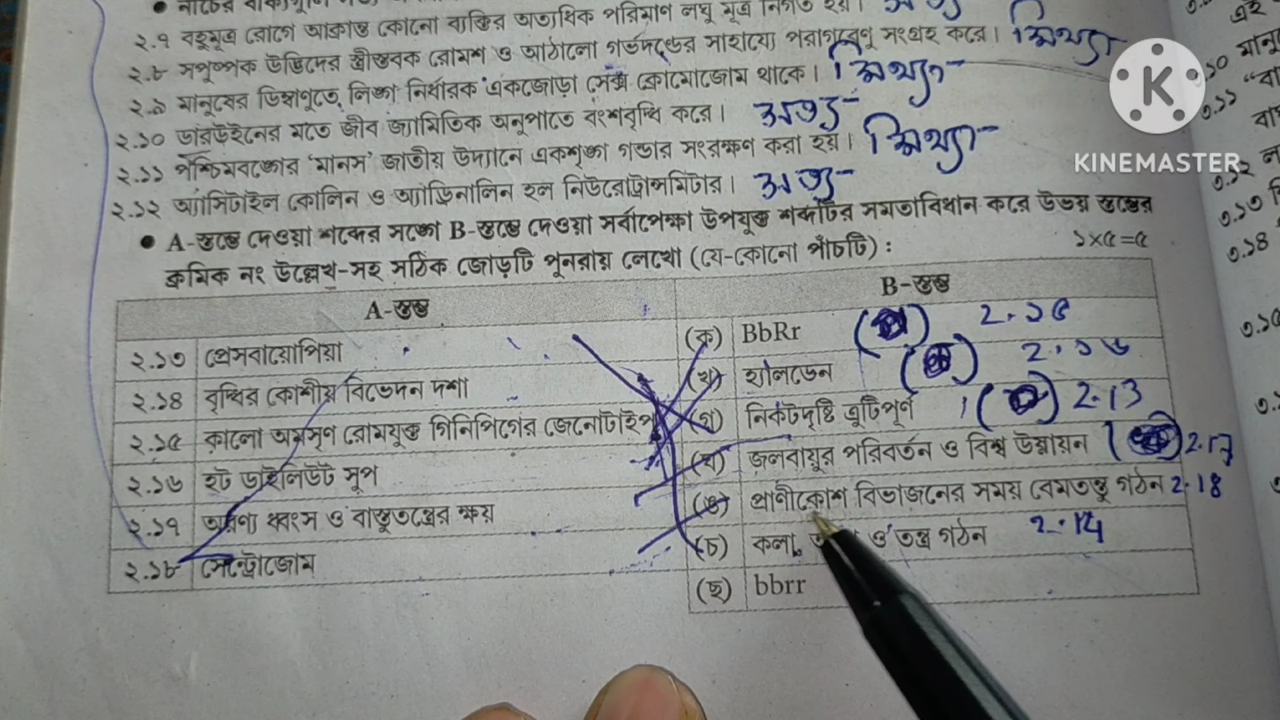 ২.৭ বহুমূত্র রোগে আক্রান্ত কোনো ব্যক্তির অত্যধিক পরিমাণ লঘু মূত্র নির্গত হয়।
২.৮ সপুষ্পক উদ্ভিদের স্ত্রীস্তবক রোমশ ও আঠালো গর্ভদণ্ডের সাহায্যে পরাগরেণু সংগ্রহ করে। মিথ্যা
২.৯ মানুষের ডিম্বাণুতে লিঙ্গ নির্ধারক একজোড়া সেক্স ক্রোমোজোম থাকে। মিথ্যা
২.১০ ডারউইনের মতে জীব জ্যামিতিক অনুপাতে বংশবৃদ্ধি করে। সত্য
২.১১ পশ্চিমবঙ্গের 'মানস' জাতীয় উদ্যানে একশৃঙ্গ গন্ডার সংরক্ষণ করা হয়। মিথ্যা
২.১২ অ্যাসিটাইল কোলিন ও অ্যাড্রিনালিন হল নিউরোট্রান্সমিটার। সত্য
• A-স্তম্ভে দেওয়া শব্দের সঙ্গে B-স্তম্ভে দেওয়া সর্বাপেক্ষা উপযুক্ত শব্দটির সমতাবিধান করে উভয় স্তম্ভের
ক্রমিক নং উল্লেখ-সহ সঠিক জোড়টি পুনরায় লেখো (যে-কোনো পাঁচটি) : ১×৫=৫
A-স্তম্ভ B-স্তম্ভ
২.১৩ প্রেসবায়োপিয়া (ক) BbRr 2.১৫
২.১৪ বৃদ্ধির কোশীয় বিভেদন দশা (খ) হ্যালডেন 2.১৬
২.১৫ কালো অমসৃণ রোমযুক্ত গিনিপিগের জেনোটাইপ (গ) নিকটদৃষ্টি ত্রুটিপূর্ণ 2.13
২.১৬ হট ডাইলিউট সুপ (ঘ) জলবায়ুর পরিবর্তন ও বিশ্ব উষ্ণায়ন 2.17
২.১৭ অরণ্য ধ্বংস ও বাস্তুতন্ত্রের ক্ষয় (ঙ) প্রাণীকোশ বিভাজনের সময় বেমতন্তু গঠন 2.18
২.১৮ সেন্ট্রোজোম (চ) কলা ও তন্ত্র গঠন 2.14
(ছ) bbrr
KINEMASTER